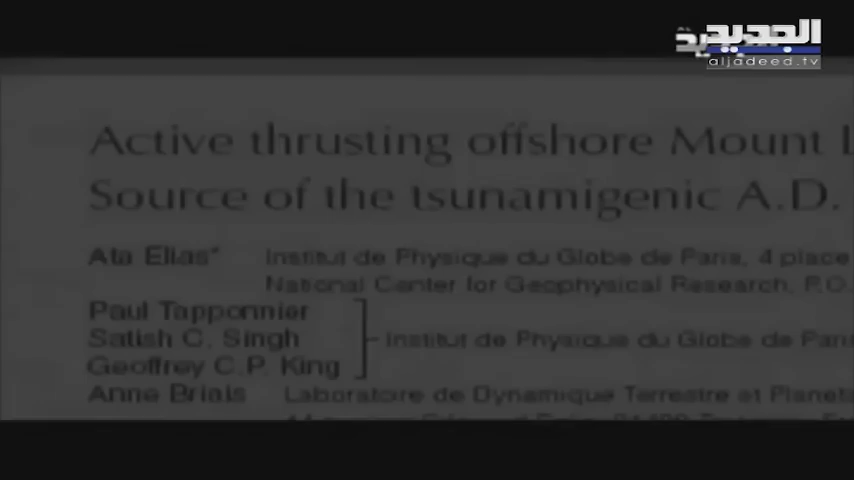 الجديد
aljadeed.tv
Active thrusting offshore Mount L
Source of the tsunamigenic A.D.
Ata Elias* Institut de Physique du Globe de Paris, 4 place
National Center for Geophysical Research, P.O.
Paul Tapponnier
Satish C. Singh Institut de Physique du Globe de Paris
Geoffrey C.P. King
Anne Briais Laboratoire de Dynamique Terrestre et Planeta